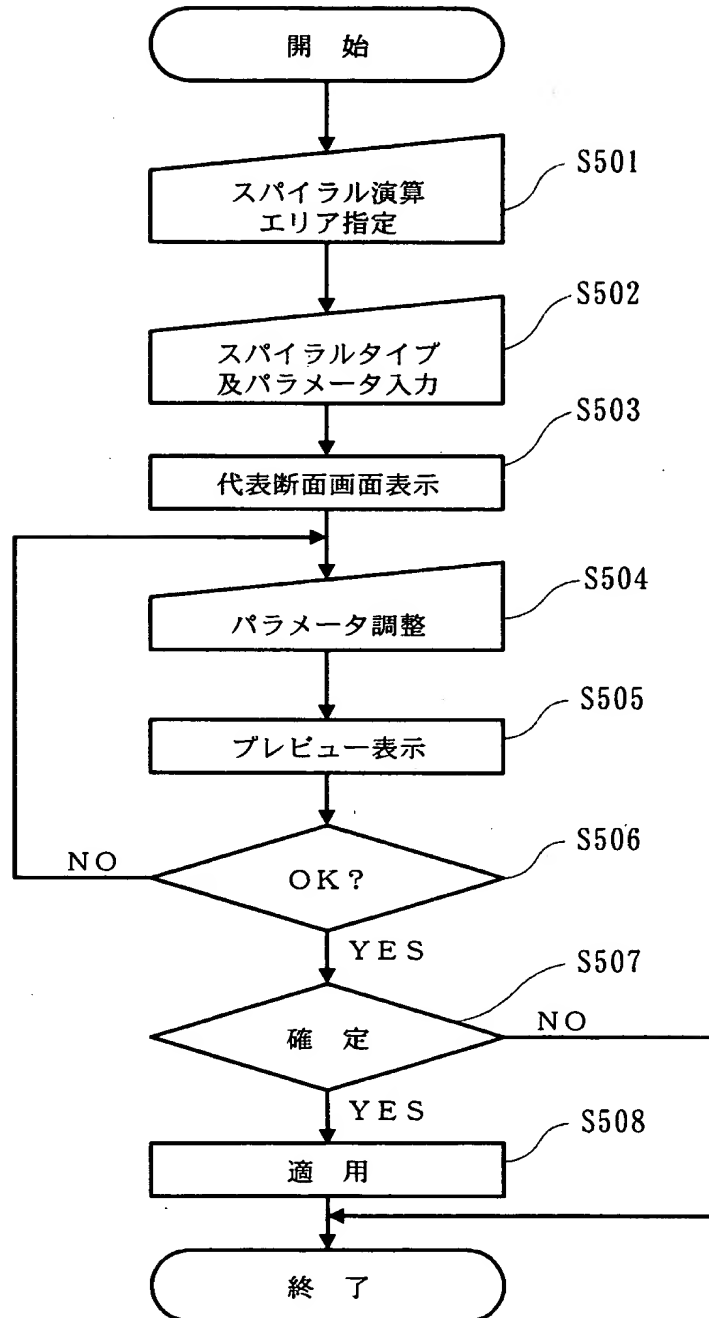 開 始
S501
スパイラル演算
エリア指定
S502
スパイラルタイプ
及パラメータ入力
S503
代表断面画面表示
S504
パラメータ調整
S505
プレビュー表示
S506
NO
OK?
YES
S507
NO
確 定
YES
S508
適 用
終 了